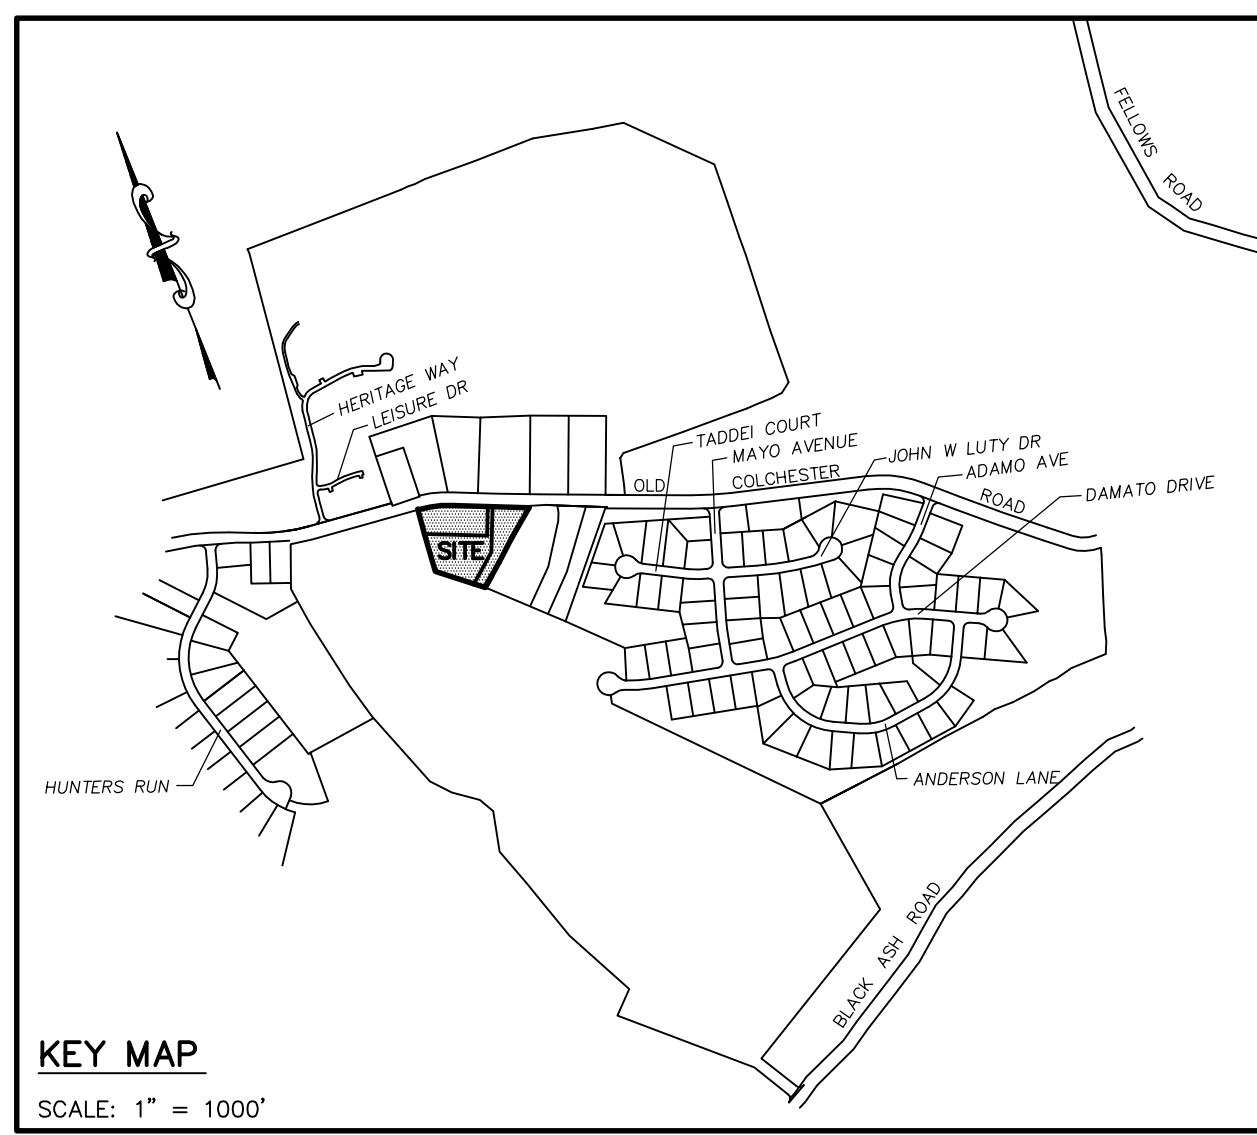 FELLOWS ROAD
HERITAGE WAY
LEISURE DR
TADDEI COURT
MAYO AVENUE
JOHN W LUTY DR
ADAMO AVE
DAMATO DRIVE
OLD COLCHESTER ROAD
SITE
HUNTERS RUN
ANDERSON LANE
BLACK ASH ROAD
KEY MAP
SCALE: 1" = 1000'